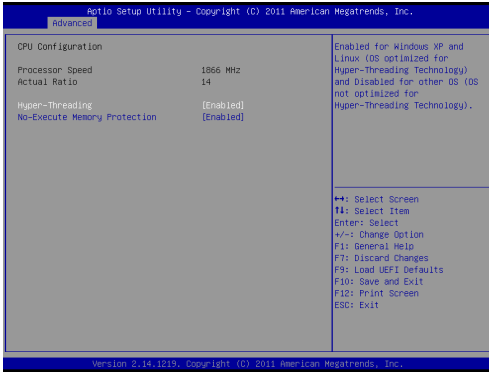 Aptio Setup Utility - Copyright (C) 2011 American Megatrends, Inc.
Advanced
CPU Configuration
Processor Speed 1866 MHz
Actual Ratio 14
Hyper-Threading [Enabled]
No-Execute Memory Protection [Enabled]
Enabled for Windows XP and
Linux (OS optimized for
Hyper-Threading Technology)
and Disabled for other OS (OS
not optimized for
Hyper-Threading Technology).
↔: Select Screen
↑↓: Select Item
Enter: Select
+/-: Change Option
F1: General Help
F7: Discard Changes
F9: Load UEFI Defaults
F10: Save and Exit
F12: Print Screen
ESC: Exit
Version 2.14.1219. Copyright (C) 2011 American Megatrends, Inc.